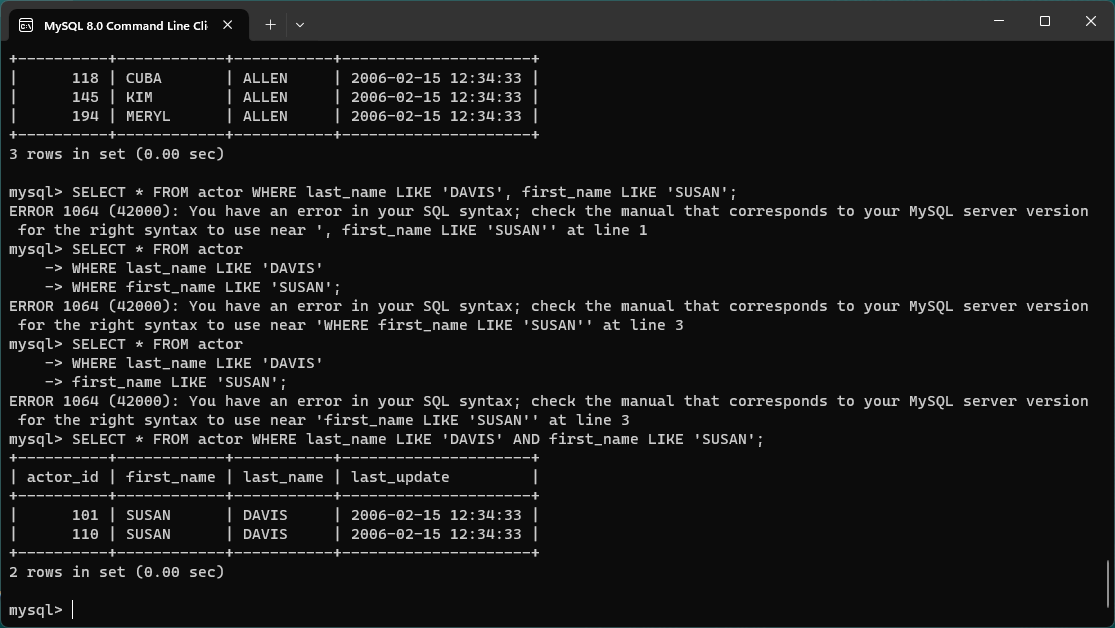 MySQL 8.0 Command Line Cli
+----------+------------+-----------+---------------------+
|      118 | CUBA       | ALLEN     | 2006-02-15 12:34:33 |
|      145 | KIM        | ALLEN     | 2006-02-15 12:34:33 |
|      194 | MERYL      | ALLEN     | 2006-02-15 12:34:33 |
+----------+------------+-----------+---------------------+
3 rows in set (0.00 sec)
mysql> SELECT * FROM actor WHERE last_name LIKE 'DAVIS', first_name LIKE 'SUSAN';
ERROR 1064 (42000): You have an error in your SQL syntax; check the manual that corresponds to your MySQL server version
 for the right syntax to use near ', first_name LIKE 'SUSAN'' at line 1
mysql> SELECT * FROM actor
    -> WHERE last_name LIKE 'DAVIS'
    -> WHERE first_name LIKE 'SUSAN';
ERROR 1064 (42000): You have an error in your SQL syntax; check the manual that corresponds to your MySQL server version
 for the right syntax to use near 'WHERE first_name LIKE 'SUSAN'' at line 3
mysql> SELECT * FROM actor
    -> WHERE last_name LIKE 'DAVIS'
    -> first_name LIKE 'SUSAN';
ERROR 1064 (42000): You have an error in your SQL syntax; check the manual that corresponds to your MySQL server version
 for the right syntax to use near 'first_name LIKE 'SUSAN'' at line 3
mysql> SELECT * FROM actor WHERE last_name LIKE 'DAVIS' AND first_name LIKE 'SUSAN';
+----------+------------+-----------+---------------------+
| actor_id | first_name | last_name | last_update         |
+----------+------------+-----------+---------------------+
|      101 | SUSAN      | DAVIS     | 2006-02-15 12:34:33 |
|      110 | SUSAN      | DAVIS     | 2006-02-15 12:34:33 |
+----------+------------+-----------+---------------------+
2 rows in set (0.00 sec)
mysql>